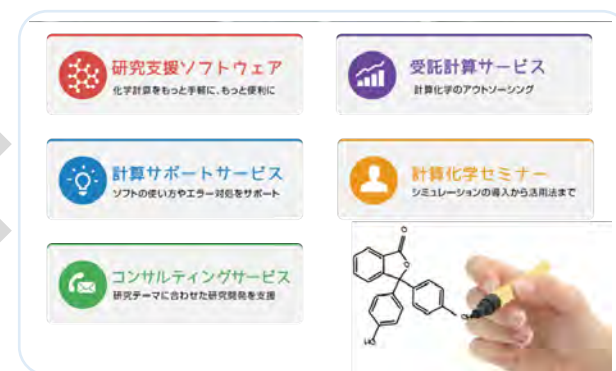 研究支援ソフトウェア
化学計算をもっと手軽に、もっと便利に
受託計算サービス
計算化学のアウトソーシング
計算サポートサービス
ソフトの使い方やエラー対処をサポート
計算化学セミナー
シミュレーションの導入から活用法まで
コンサルティングサービス
研究テーマに合わせた研究開発を支援
O
O
HO